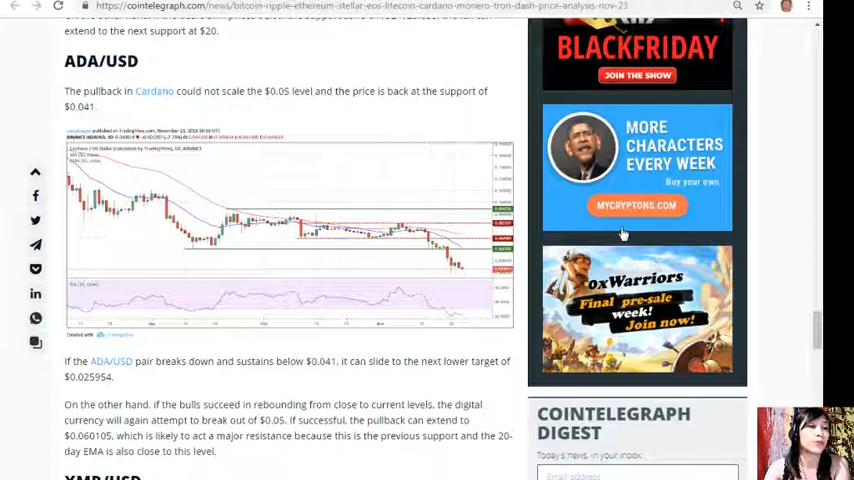 https://cointelegraph.com/news/bitcoin-ripple-ethereum-stellar-eos-litecoin-cardano-monero-tron-dash-price-analysis-nov-23
extend to the next support at $20.
ADA/USD
The pullback in Cardano could not scale the $0.05 level and the price is back at the support of
$0.041.
If the ADA/USD pair breaks down and sustains below $0.041, it can slide to the next lower target of
$0.025954.
On the other hand, if the bulls succeed in rebounding from close to current levels, the digital
currency will again attempt to break out of $0.05. If successful, the pullback can extend to
$0.060105, which is likely to act a major resistance because this is the previous support and the 20-
day EMA is also close to this level.
BLACKFRIDAY
JOIN THE SHOW
MORE
CHARACTERS
EVERY WEEK
Buy your own
MYCRYPTONS.COM
0xWarriors
Final pre-sale
week!
Join now!
COINTELEGRAPH
DIGEST
Today's news, in your inbox
Email address